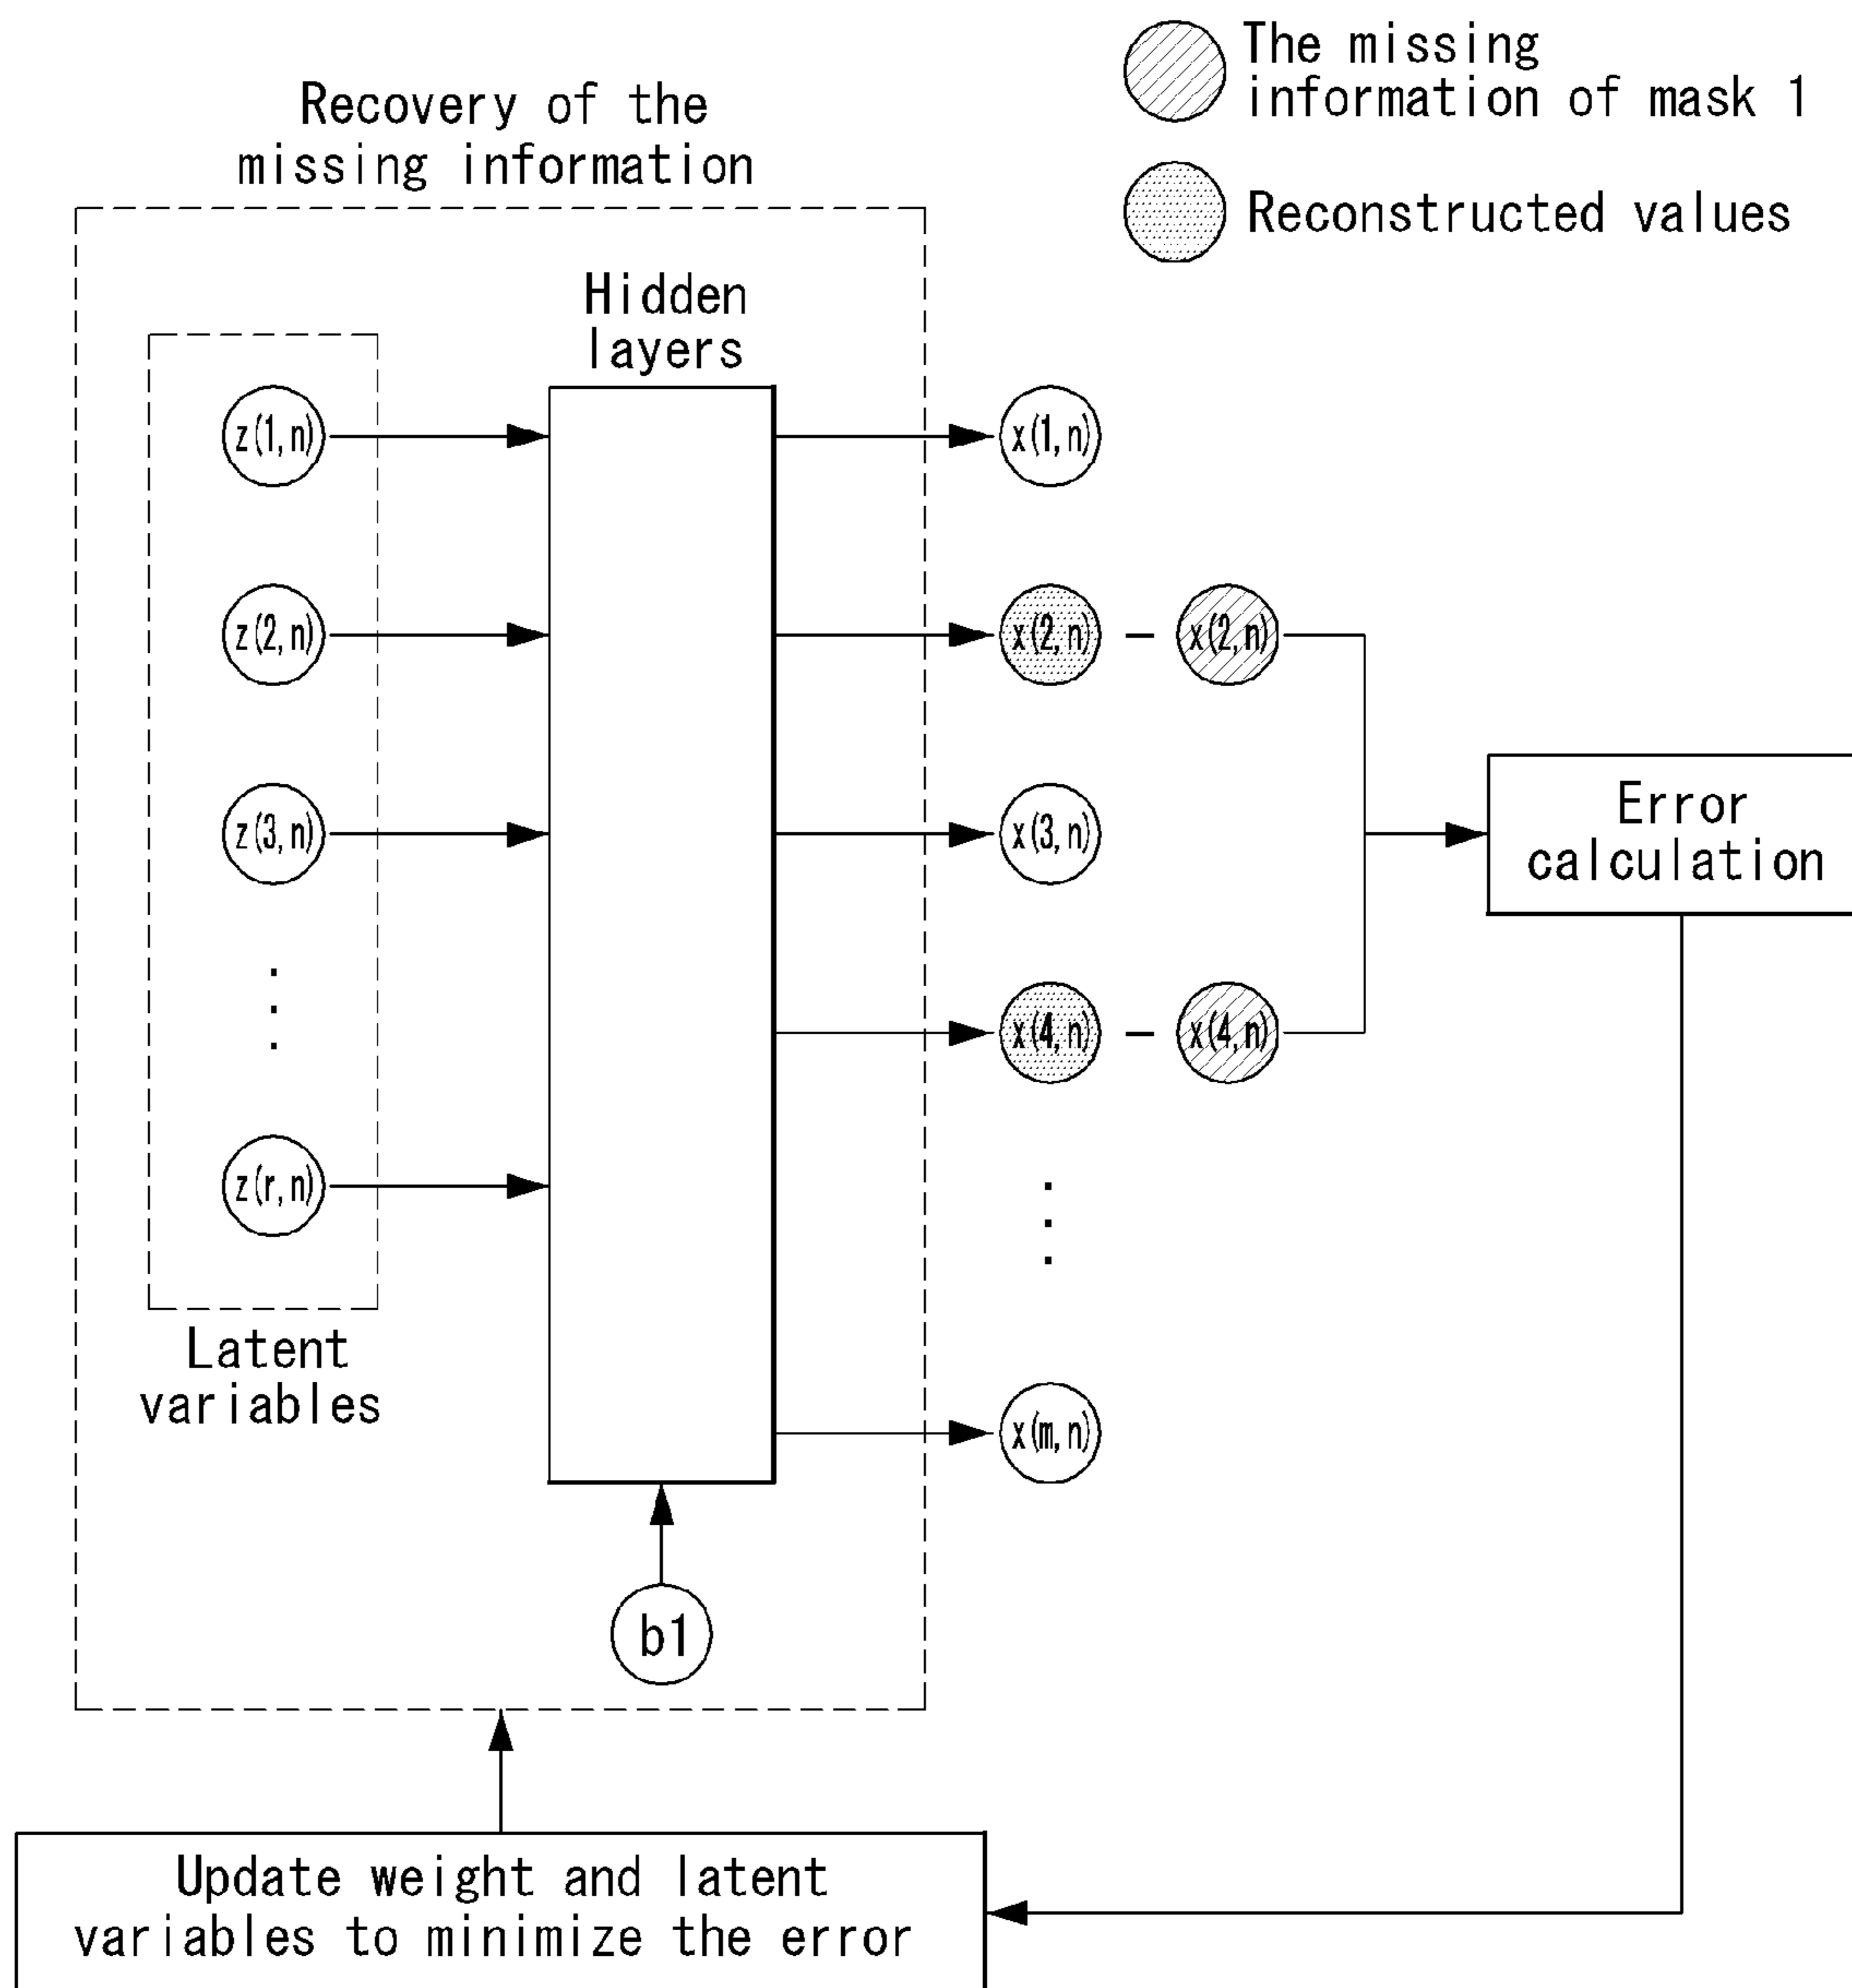 The missing
information of mask 1
Reconstructed values
Recovery of the
missing information
Hidden
layers
z(1,n)
x(1,n)
z(2,n)
x(2,n) - x(2,n)
z(3,n)
x(3,n)
Error
calculation
x(4,n) - x(4,n)
z(r,n)
Latent
variables
x(m,n)
b1
Update weight and latent
variables to minimize the error